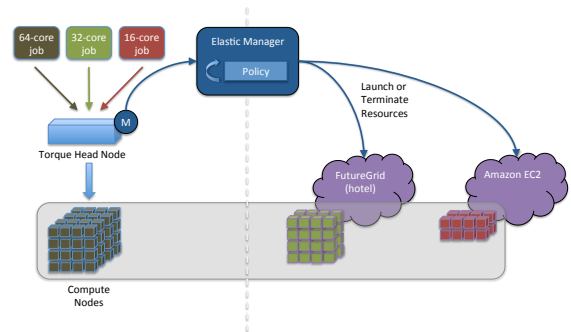 64-core
job
32-core
job
16-core
job
Elastic Manager
Policy
M
Launch or
Terminate
Resources
Torque Head Node
FutureGrid
(hotel)
Amazon EC2
Compute
Nodes